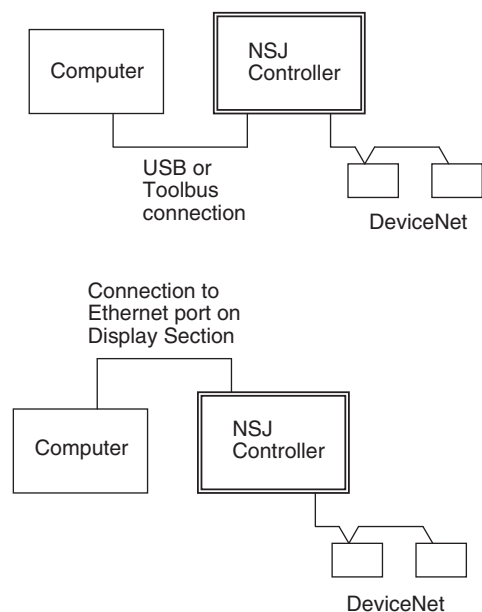 Computer
NSJ
Controller
USB or
Toolbus
connection
DeviceNet
Connection to
Ethernet port on
Display Section
Computer
NSJ
Controller
DeviceNet